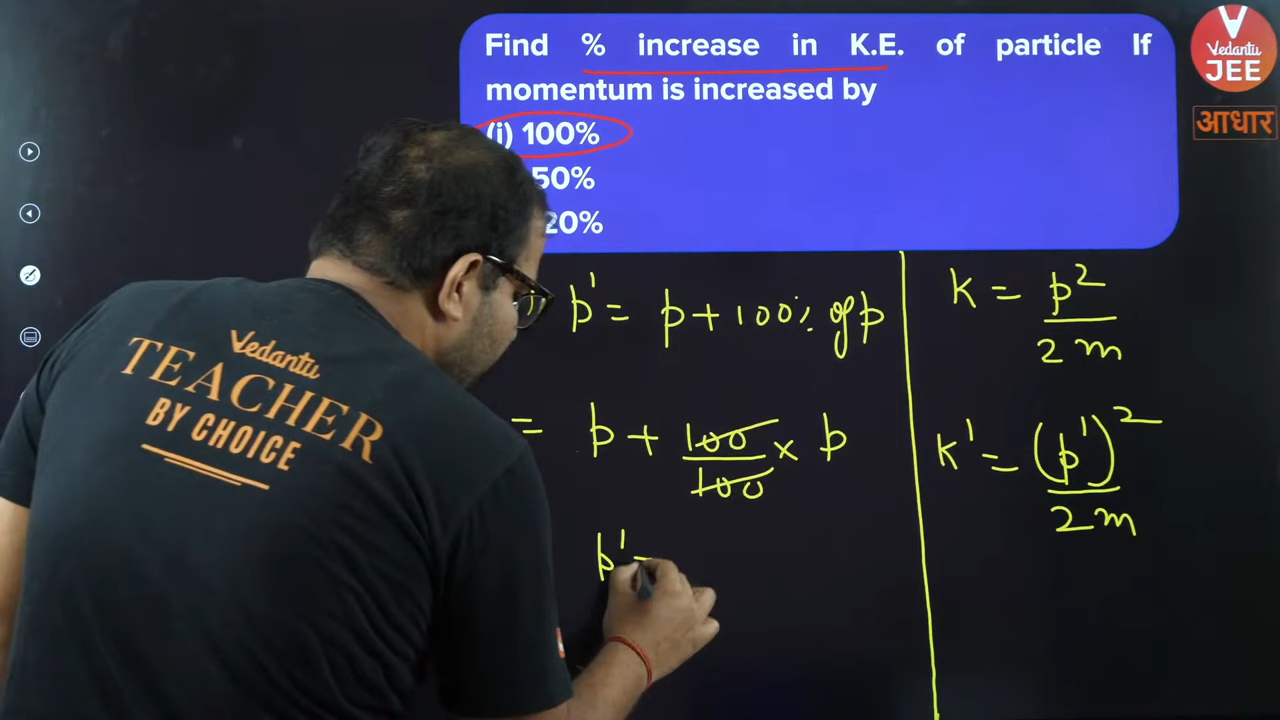 Find % increase in K.E. of particle If
momentum is increased by
(i) 100%
50%
20%
Vedantu
JEE
आधार
p' = p + 100% of p
= p + 100/100 × p
p' =
K = p²/2m
K' = (p')²/2m
Vedantu
TEACHER
BY CHOICE